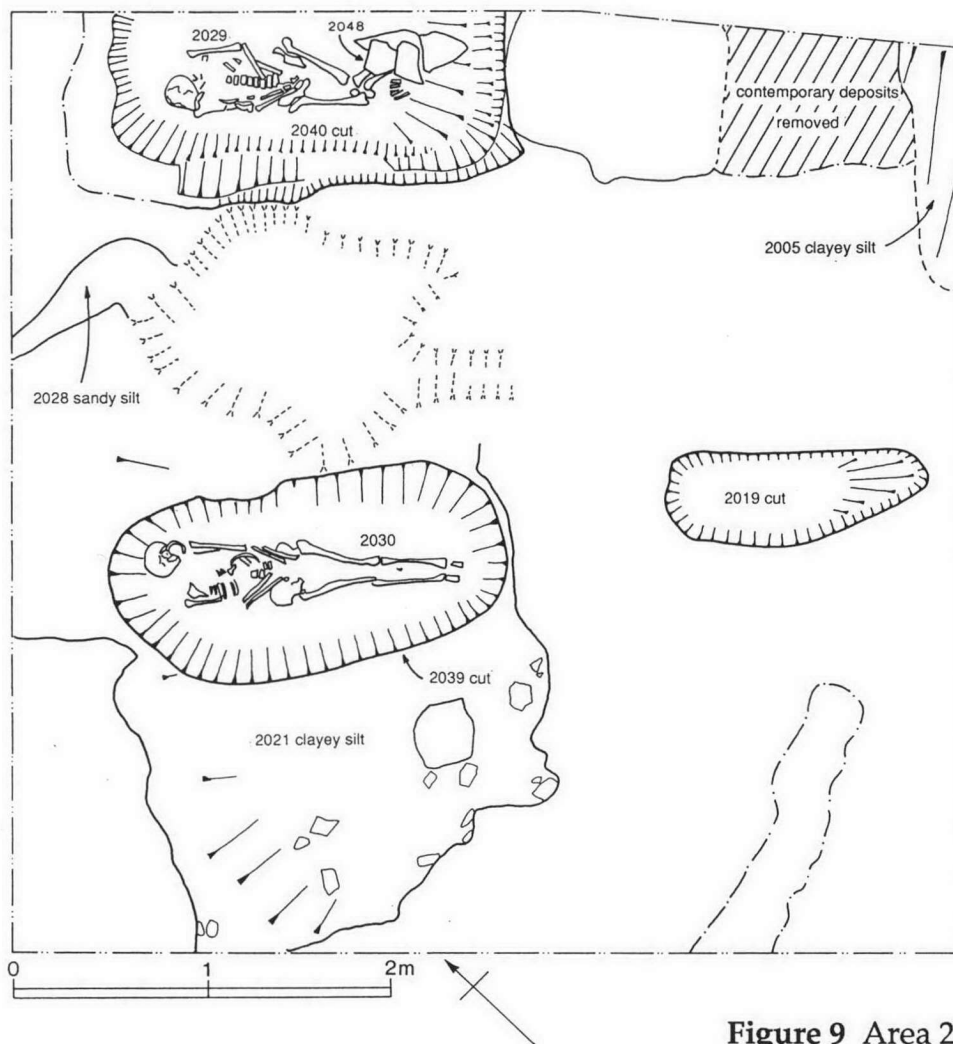 2048
2029
contemporary deposits
removed
2040 cut
2005 clayey silt
2028 sandy silt
2019 cut
2030
2039 cut
2021 clayey silt
0 1 2m
Figure 9 Area 2